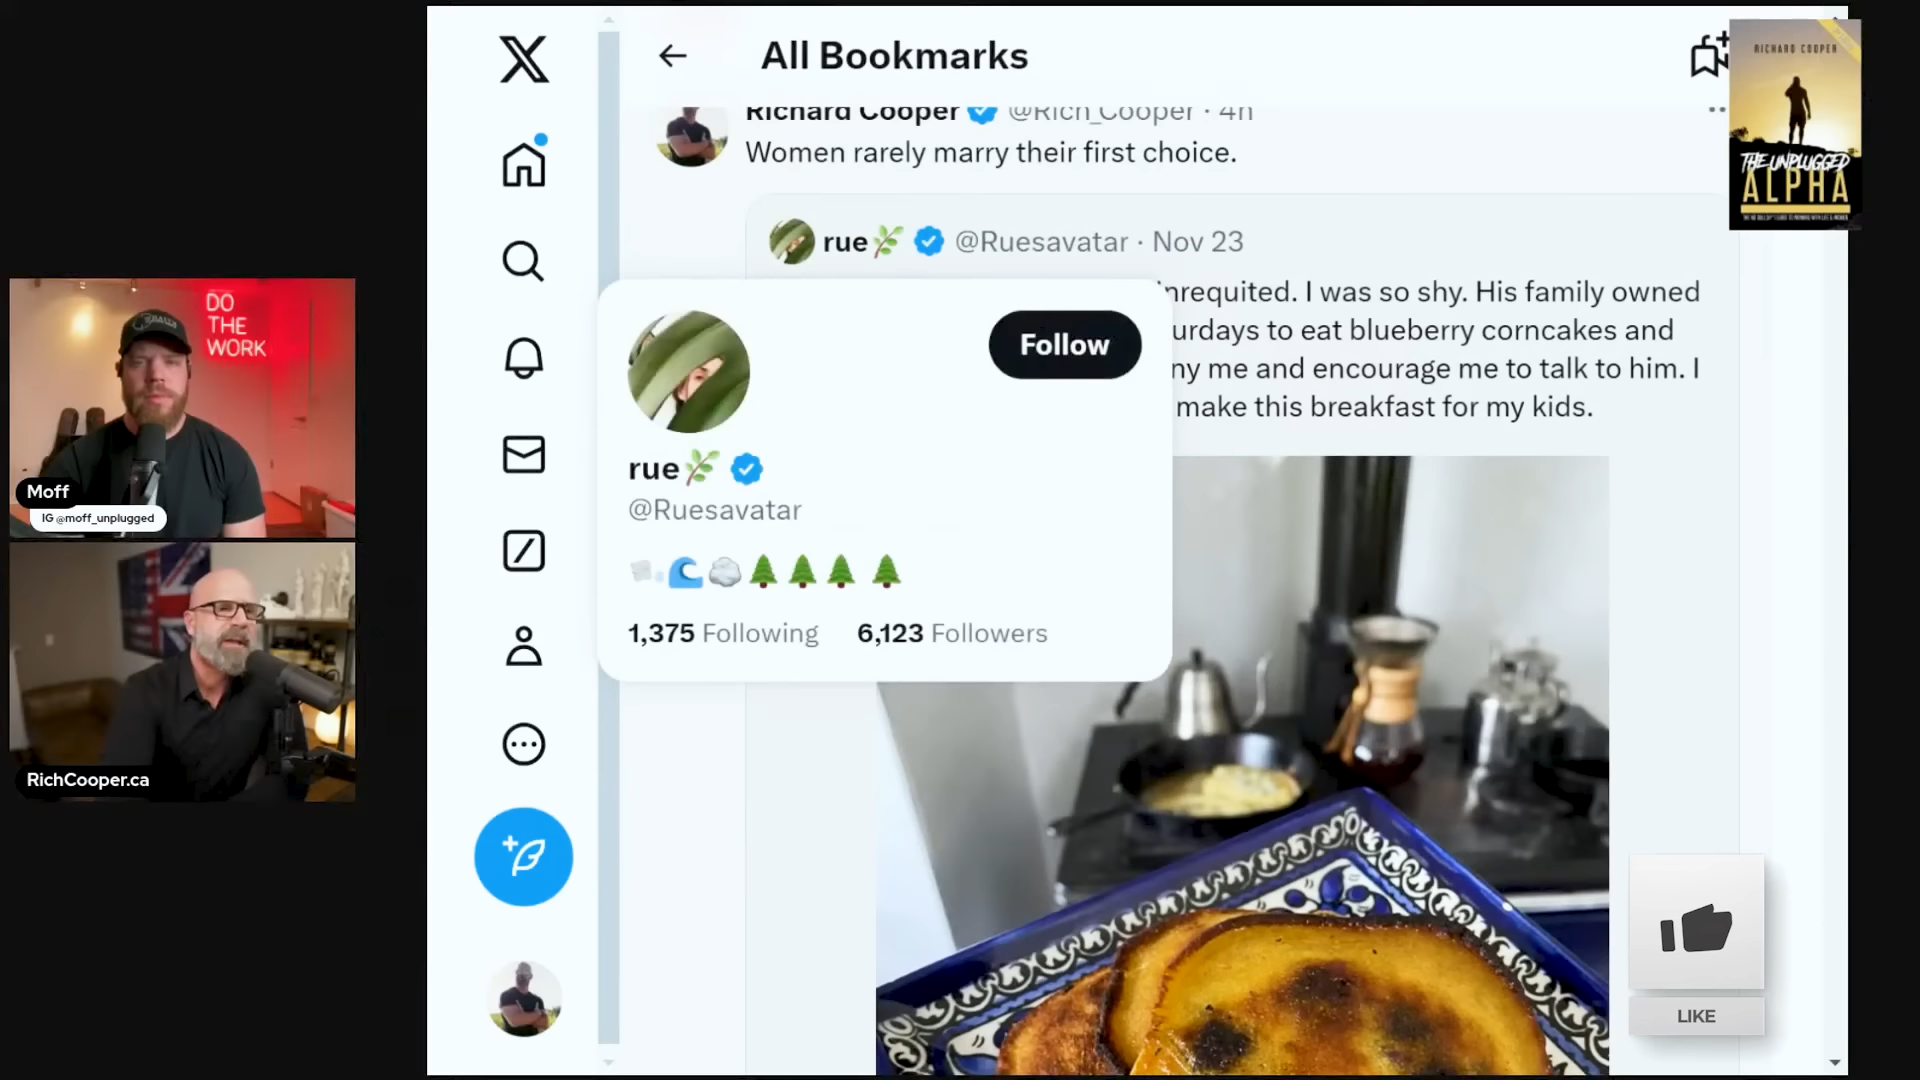 All Bookmarks
Richard Cooper @Rich_Cooper · 4h
Women rarely marry their first choice.
rue @Ruesavatar · Nov 23
nrequited. I was so shy. His family owned
urdays to eat blueberry corncakes and
ny me and encourage me to talk to him. I
make this breakfast for my kids.
Follow
rue
@Ruesavatar
1,375 Following 6,123 Followers
RICHARD COOPER
THE UNPLUGGED
ALPHA
DO
THE
WORK
Moff
IG @moff_unplugged
RichCooper.ca
LIKE